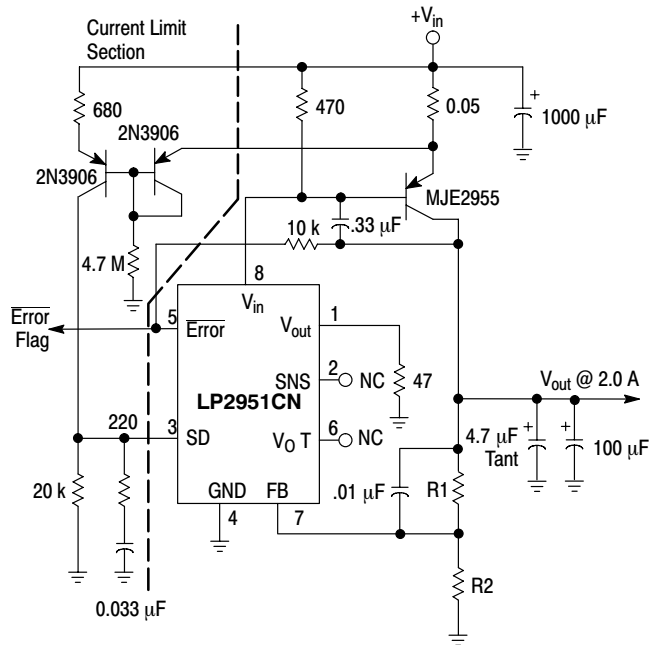 Current Limit
Section
+Vin
680
2N3906
470
0.05
1000 µF
+
2N3906
MJE2955
10 k
.33 µF
4.7 M
8
Vin
Error
Flag
5
Error
Vout
1
SNS
2
NC
47
LP2951CN
Vout @ 2.0 A
220
3
SD
VO T
6
NC
4.7 µF
Tant
+
+
100 µF
20 k
GND
FB
.01 µF
R1
4
7
0.033 µF
R2